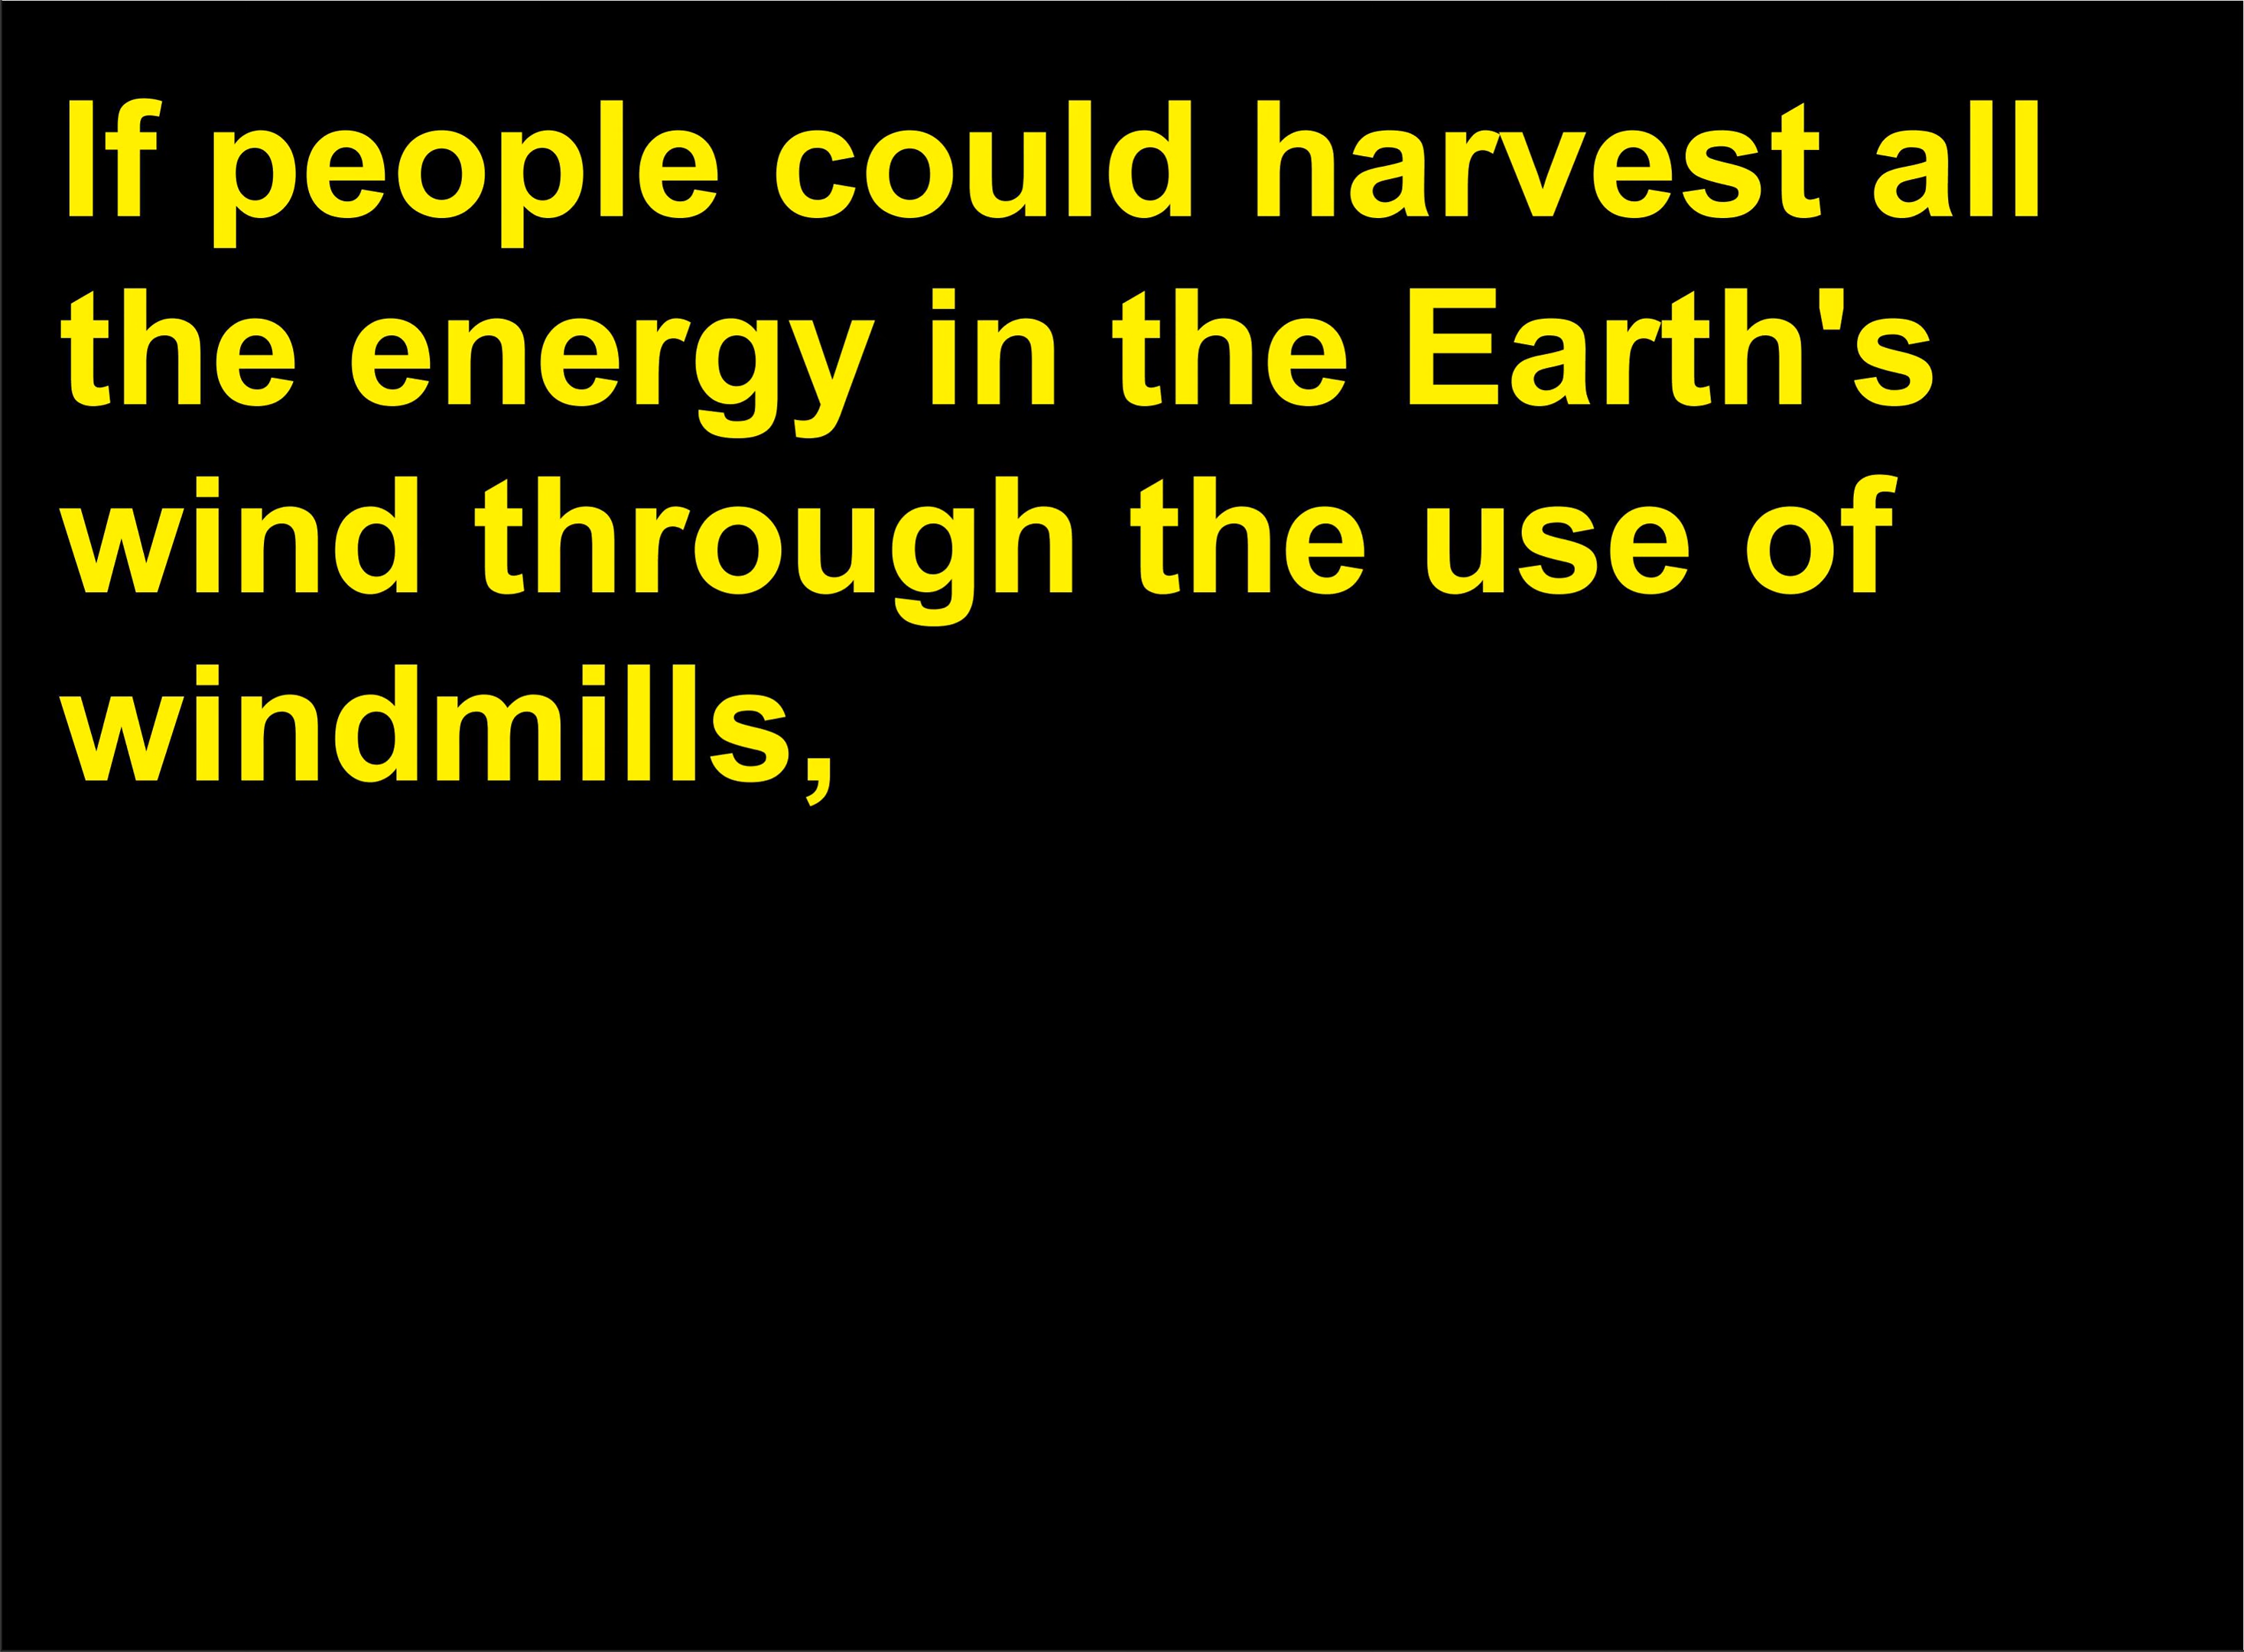 If people could harvest all
the energy in the Earth's
wind through the use of
windmills,